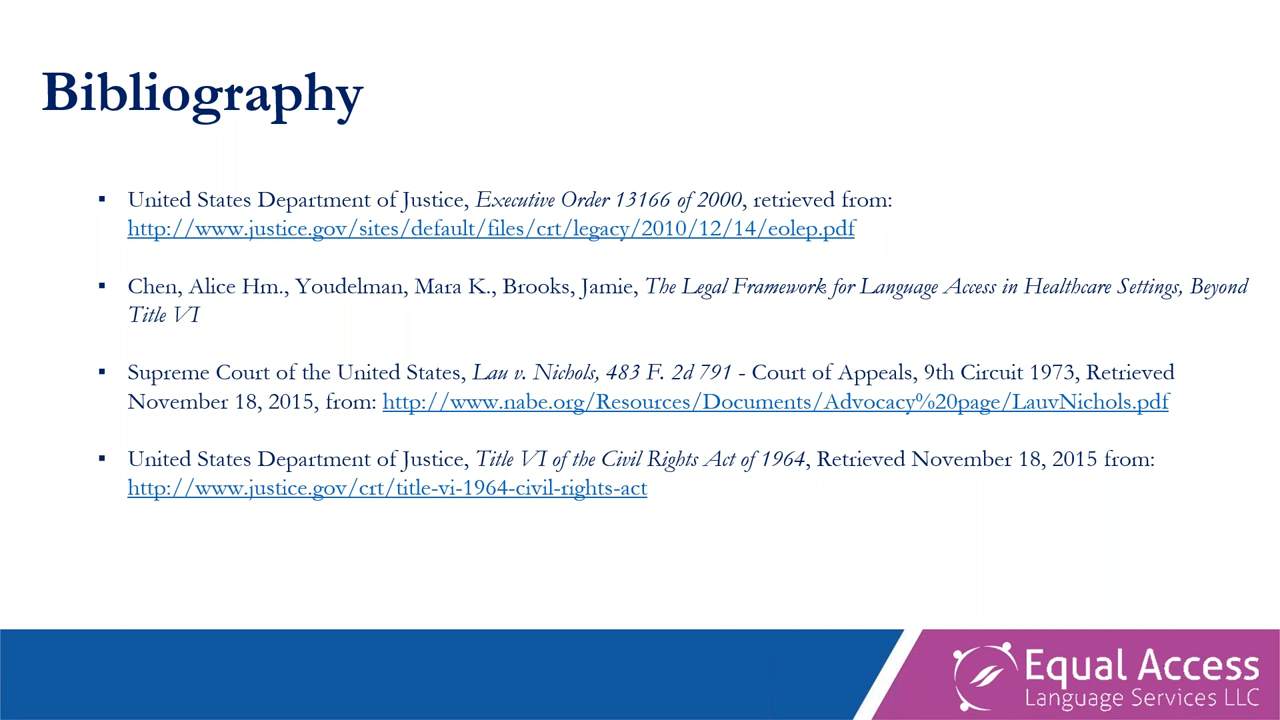 Bibliography
▪ United States Department of Justice, Executive Order 13166 of 2000, retrieved from:
http://www.justice.gov/sites/default/files/crt/legacy/2010/12/14/eolep.pdf
▪ Chen, Alice Hm., Youdelman, Mara K., Brooks, Jamie, The Legal Framework for Language Access in Healthcare Settings, Beyond
Title VI
▪ Supreme Court of the United States, Lau v. Nichols, 483 F. 2d 791 - Court of Appeals, 9th Circuit 1973, Retrieved
November 18, 2015, from: http://www.nabe.org/Resources/Documents/Advocacy%20page/LauvNichols.pdf
▪ United States Department of Justice, Title VI of the Civil Rights Act of 1964, Retrieved November 18, 2015 from:
http://www.justice.gov/crt/title-vi-1964-civil-rights-act
Equal Access
Language Services LLC